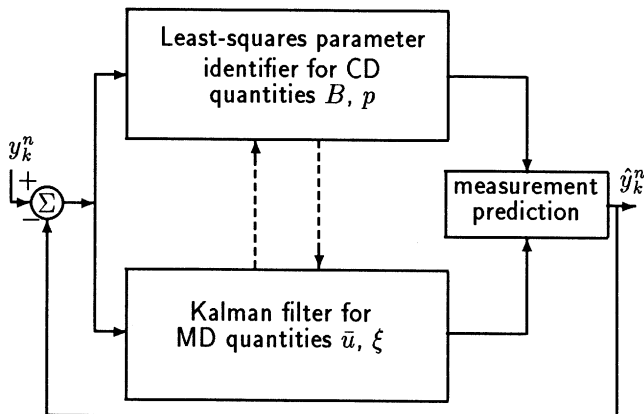 Least-squares parameter
identifier for CD
quantities B, p
y_k^n
+
Σ
−
measurement
prediction
ŷ_k^n
Kalman filter for
MD quantities ū, ξ